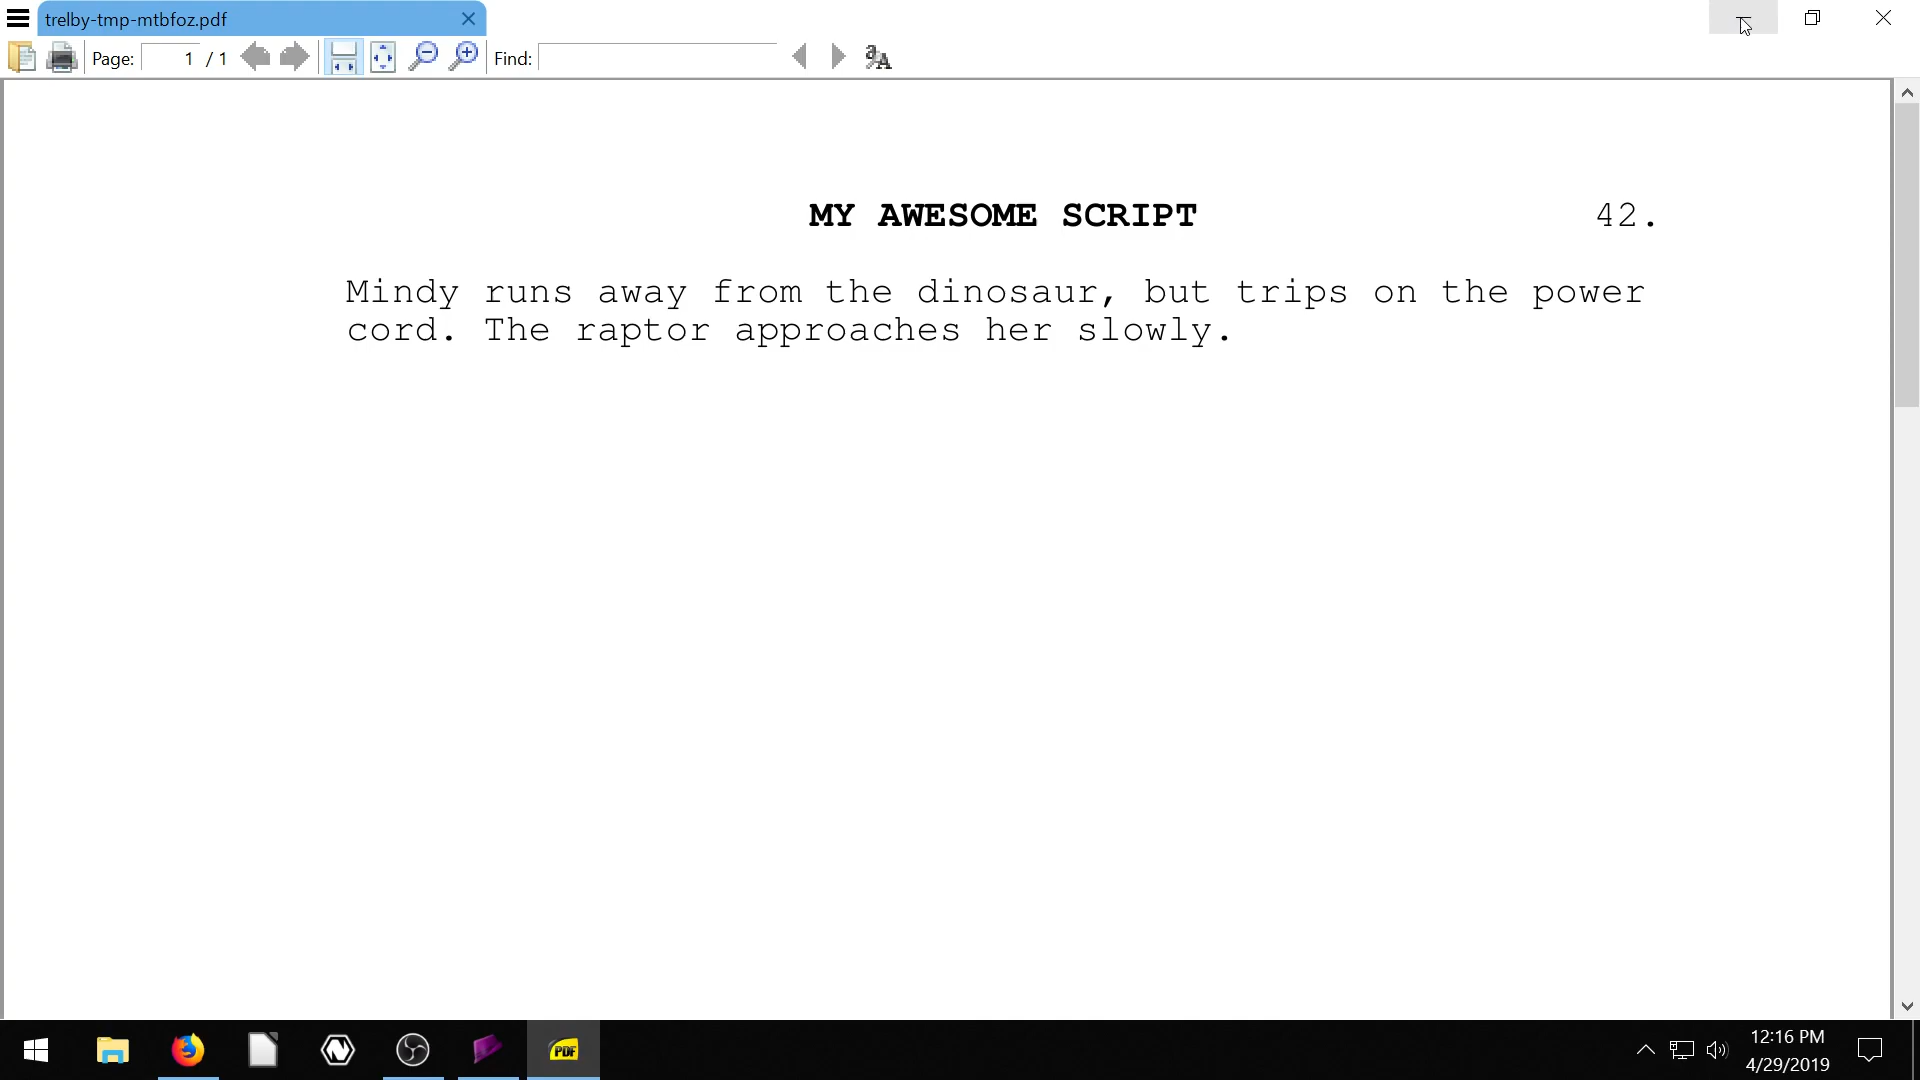 trelby-tmp-mtbfoz.pdf
Page: 1 / 1 Find:
MY AWESOME SCRIPT 42.
Mindy runs away from the dinosaur, but trips on the power
cord. The raptor approaches her slowly.
PDF
12:16 PM
4/29/2019